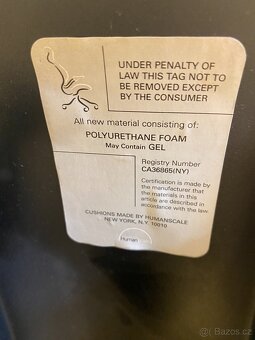 UNDER PENALTY OF
LAW THIS TAG NOT TO
BE REMOVED EXCEPT
BY THE CONSUMER
All new material consisting of:
POLYURETHANE FOAM
May Contain GEL
Registry Number
CA36865(NY)
Certification is made by
the manufacturer that
the materials in this
article are described in
accordance with the law.
CUSHIONS MADE BY HUMANSCALE
NEW YORK, N.Y. 10010
Human
sbazos.cz